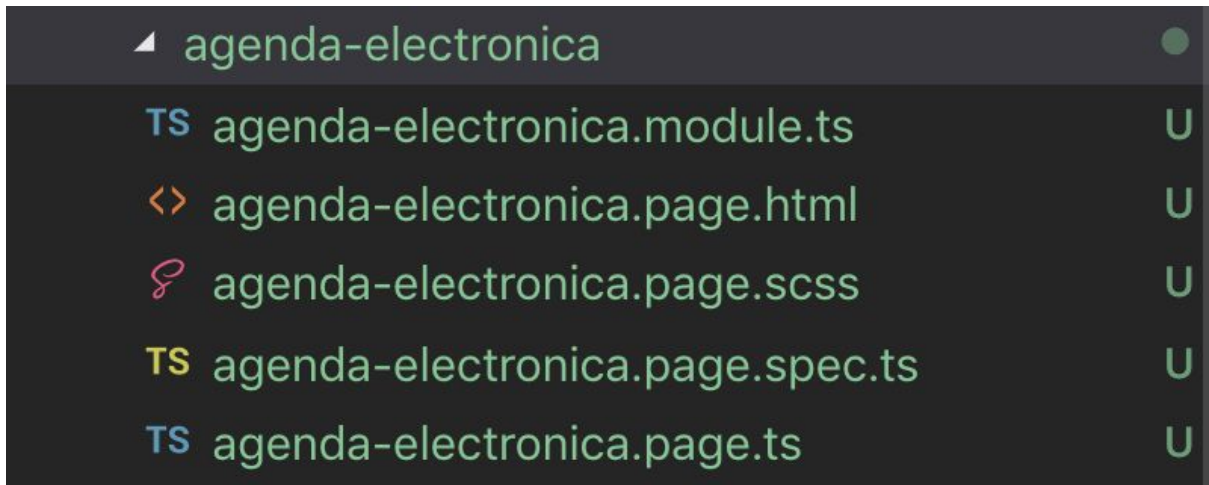 agenda-electronica
TS agenda-electronica.module.ts U
<> agenda-electronica.page.html U
agenda-electronica.page.scss U
TS agenda-electronica.page.spec.ts U
TS agenda-electronica.page.ts U